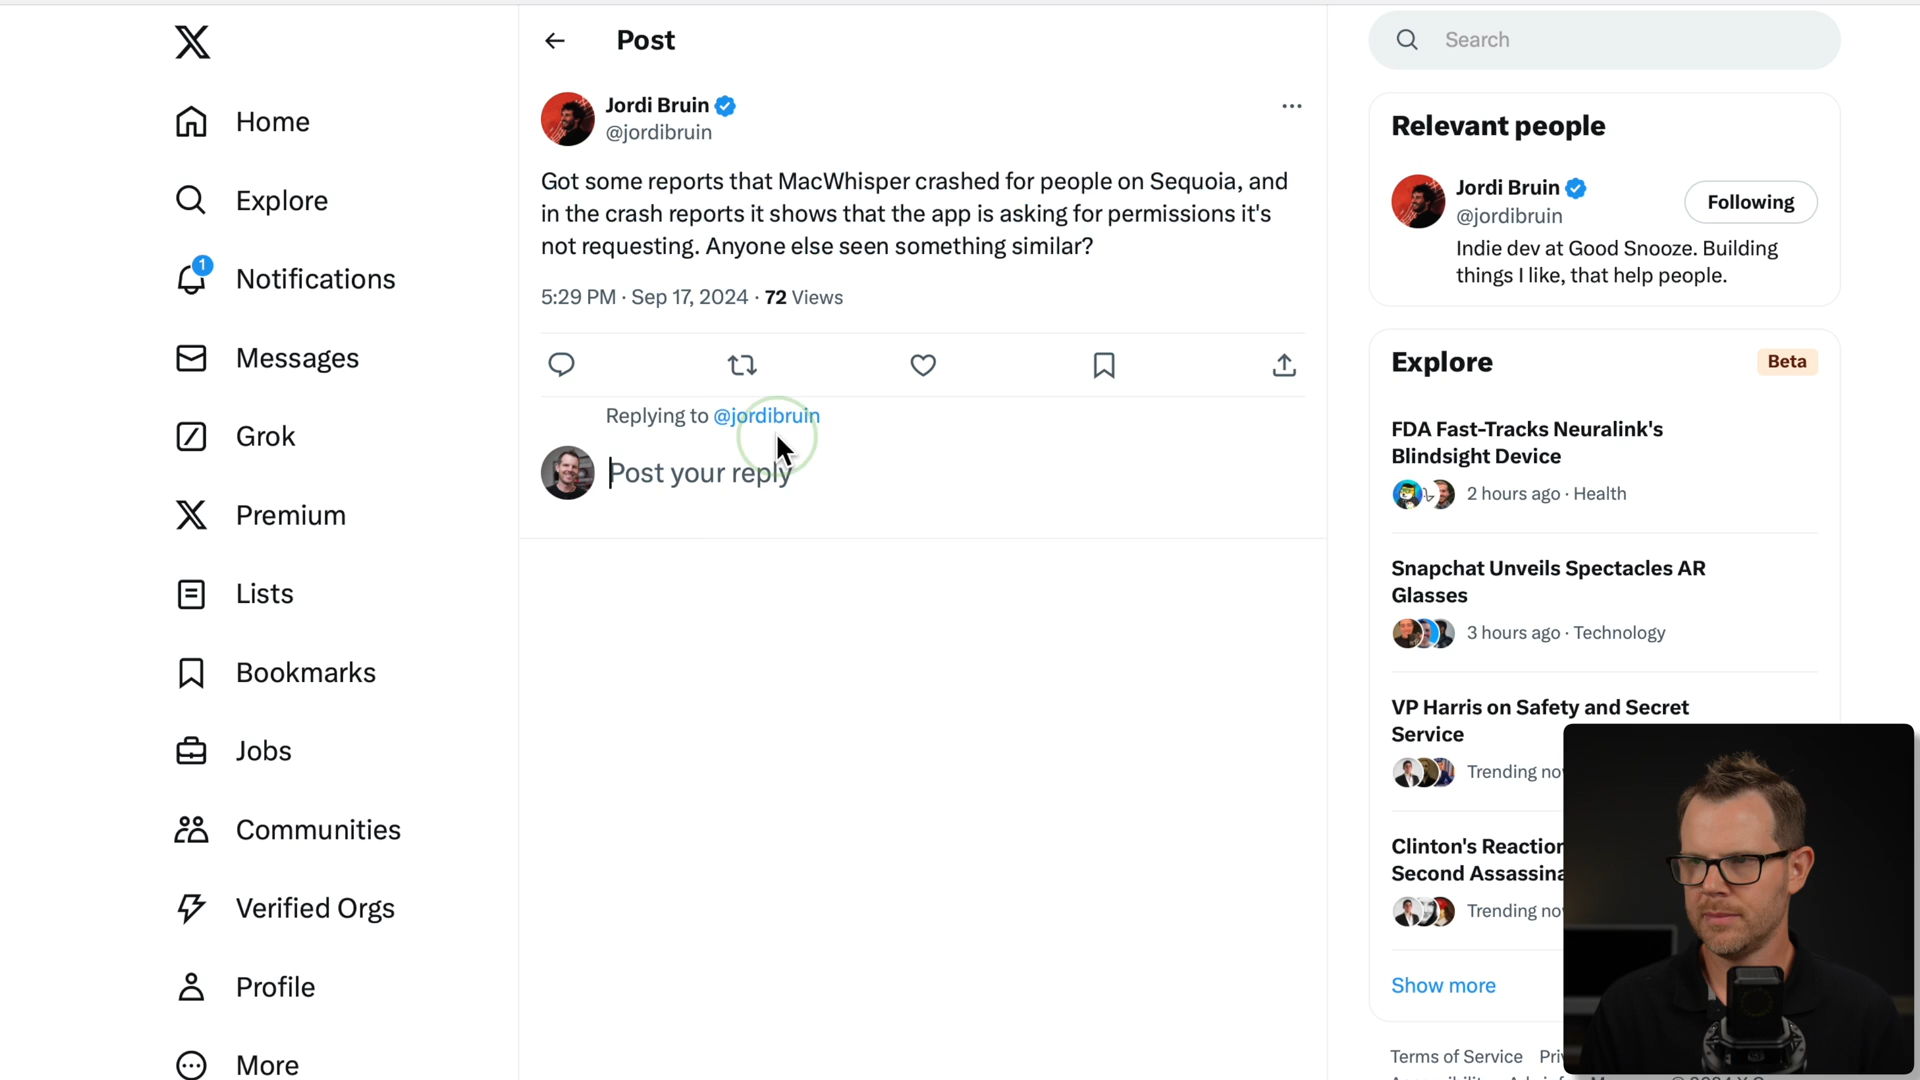 Home
Explore
1
Notifications
Messages
Grok
Premium
Lists
Bookmarks
Jobs
Communities
Verified Orgs
Profile
More
Post
Jordi Bruin
@jordibruin
Got some reports that MacWhisper crashed for people on Sequoia, and
in the crash reports it shows that the app is asking for permissions it's
not requesting. Anyone else seen something similar?
5:29 PM · Sep 17, 2024 · 72 Views
Replying to @jordibruin
Post your reply
Search
Relevant people
Jordi Bruin
@jordibruin
Following
Indie dev at Good Snooze. Building
things I like, that help people.
Explore
Beta
FDA Fast-Tracks Neuralink's
Blindsight Device
2 hours ago · Health
Snapchat Unveils Spectacles AR
Glasses
3 hours ago · Technology
VP Harris on Safety and Secret
Service
Trending no
Clinton's Reaction
Second Assassina
Trending no
Show more
Terms of Service